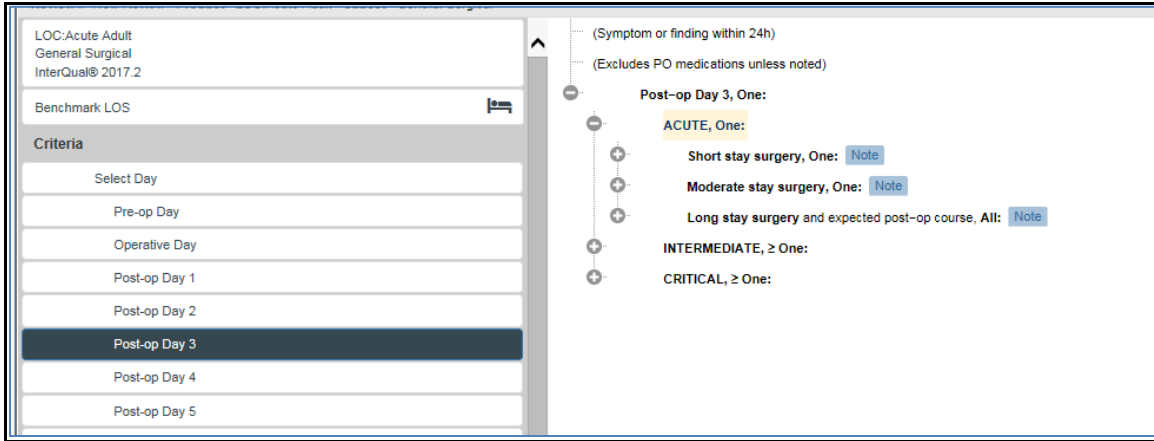 LOC:Acute Adult
General Surgical
InterQual® 2017.2
Benchmark LOS
Criteria
Select Day
Pre-op Day
Operative Day
Post-op Day 1
Post-op Day 2
Post-op Day 3
Post-op Day 4
Post-op Day 5
(Symptom or finding within 24h)
(Excludes PO medications unless noted)
Post-op Day 3, One:
ACUTE, One:
Short stay surgery, One: Note
Moderate stay surgery, One: Note
Long stay surgery and expected post-op course, All: Note
INTERMEDIATE, ≥ One:
CRITICAL, ≥ One: